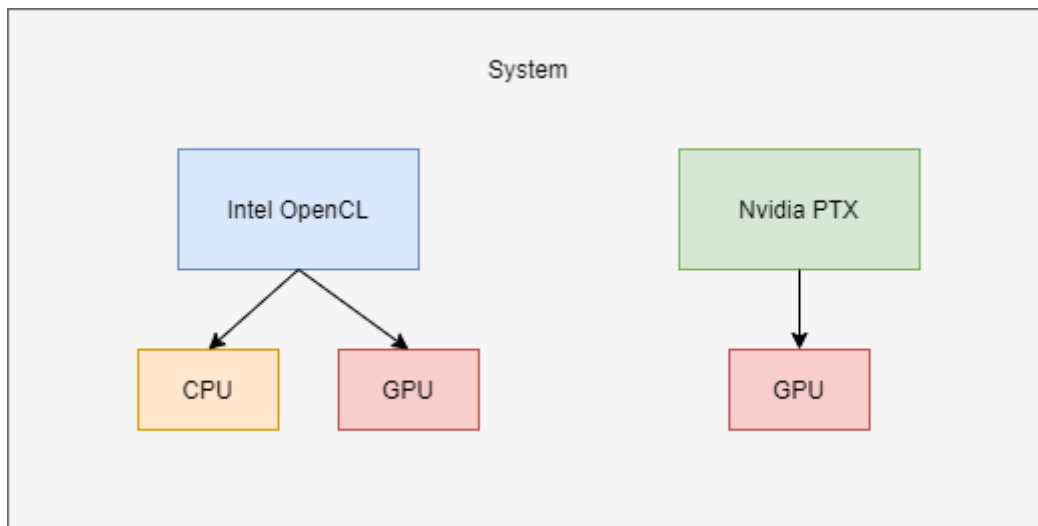 System
Intel OpenCL
Nvidia PTX
CPU
GPU
GPU